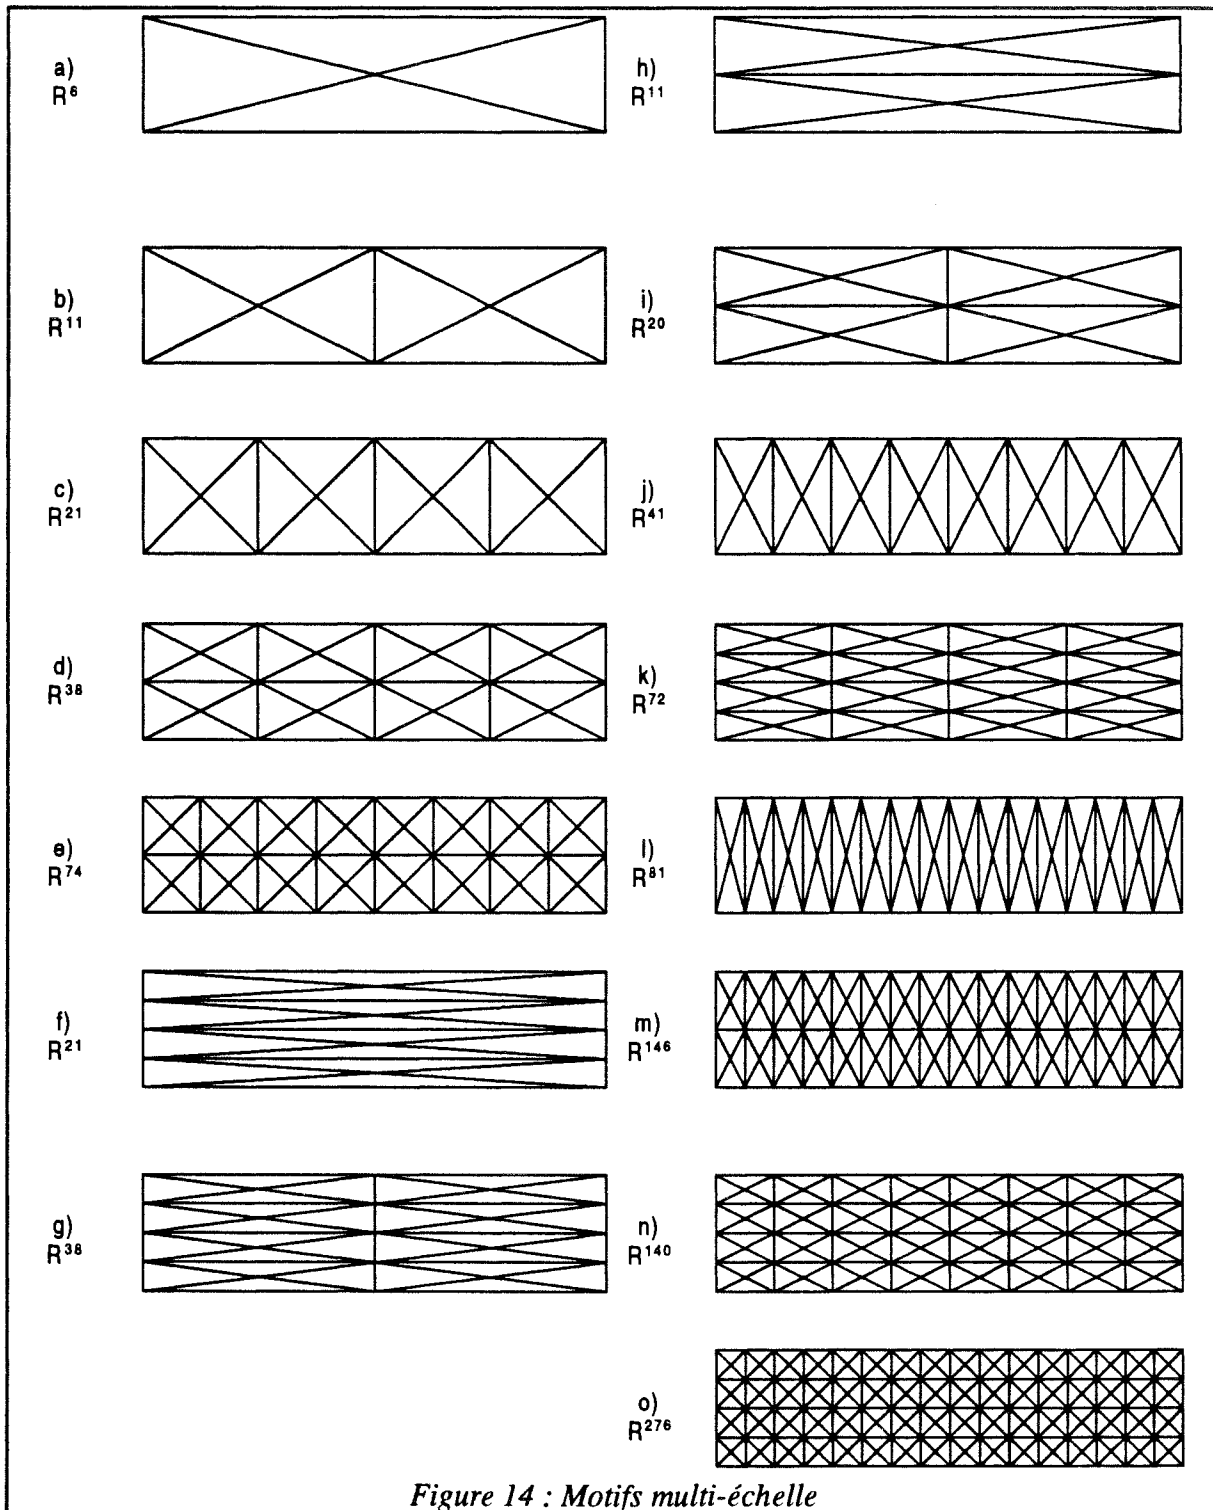 a)
R⁶
h)
R¹¹
b)
R¹¹
i)
R²⁰
c)
R²¹
j)
R⁴¹
d)
R³⁸
k)
R⁷²
e)
R⁷⁴
l)
R⁸¹
f)
R²¹
m)
R¹⁴⁶
g)
R³⁸
n)
R¹⁴⁰
o)
R²⁷⁶
Figure 14 : Motifs multi-échelle